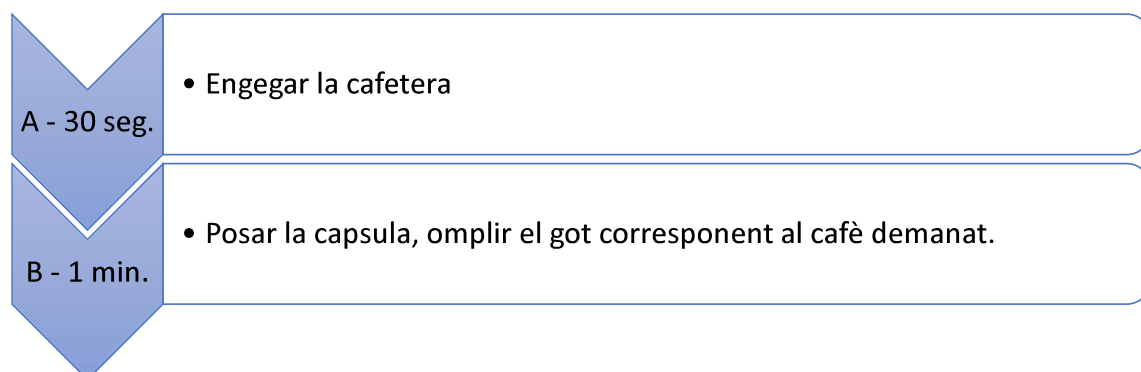 • Engegar la cafetera
A - 30 seg.
• Posar la capsula, omplir el got corresponent al cafè demanat.
B - 1 min.